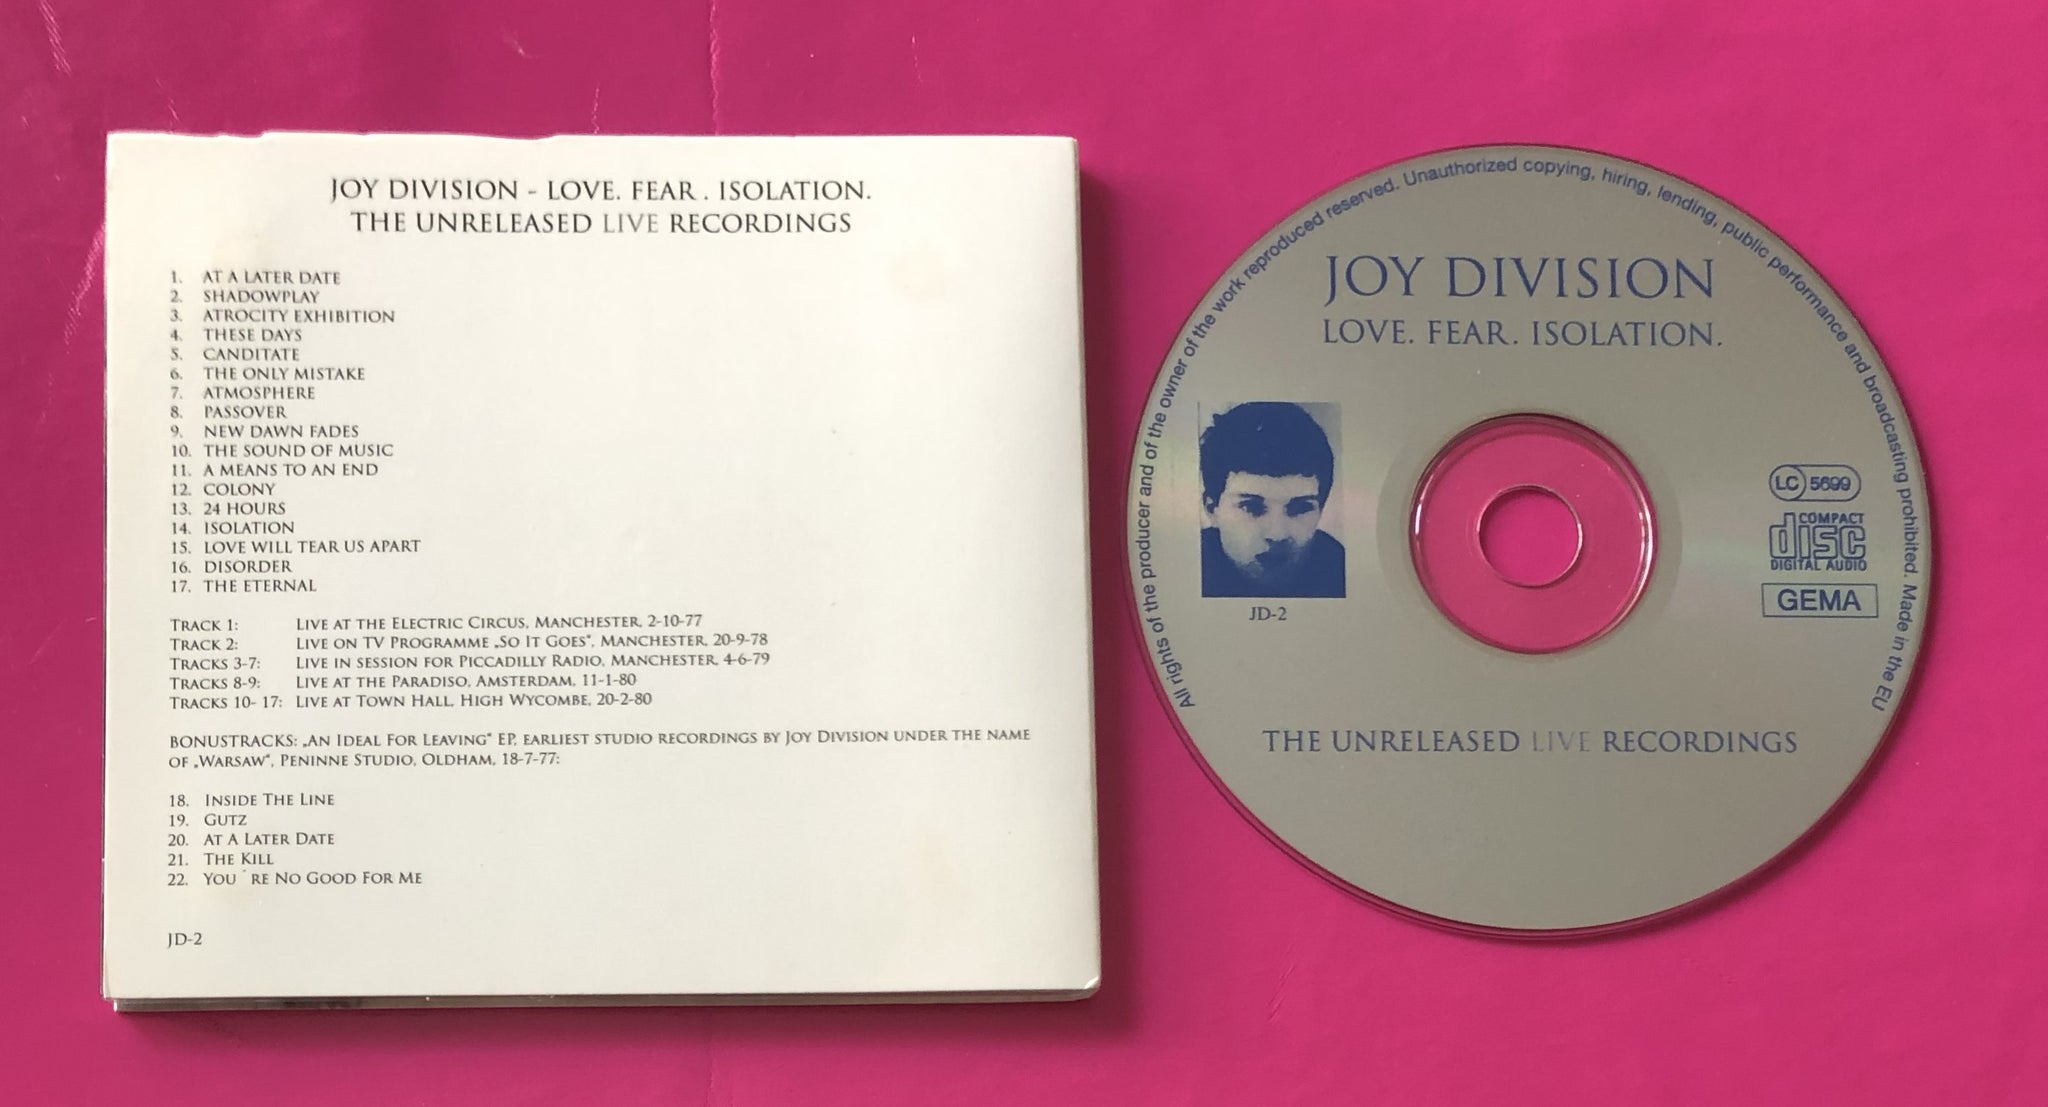 JOY DIVISION - LOVE. FEAR . ISOLATION.
THE UNRELEASED LIVE RECORDINGS
1. AT A LATER DATE
2. SHADOWPLAY
3. ATROCITY EXHIBITION
4. THESE DAYS
5. CANDITATE
6. THE ONLY MISTAKE
7. ATMOSPHERE
8. PASSOVER
9. NEW DAWN FADES
10. THE SOUND OF MUSIC
11. A MEANS TO AN END
12. COLONY
13. 24 HOURS
14. ISOLATION
15. LOVE WILL TEAR US APART
16. DISORDER
17. THE ETERNAL
TRACK 1: LIVE AT THE ELECTRIC CIRCUS, MANCHESTER, 2-10-77
TRACK 2: LIVE ON TV PROGRAMME „SO IT GOES“, MANCHESTER, 20-9-78
TRACKS 3-7: LIVE IN SESSION FOR PICCADILLY RADIO, MANCHESTER, 4-6-79
TRACKS 8-9: LIVE AT THE PARADISO, AMSTERDAM, 11-1-80
TRACKS 10- 17: LIVE AT TOWN HALL, HIGH WYCOMBE, 20-2-80
BONUSTRACKS: „AN IDEAL FOR LEAVING“ EP, EARLIEST STUDIO RECORDINGS BY JOY DIVISION UNDER THE NAME
OF „WARSAW“, PENINNE STUDIO, OLDHAM, 18-7-77:
18. INSIDE THE LINE
19. GUTZ
20. AT A LATER DATE
21. THE KILL
22. YOU ´RE NO GOOD FOR ME
JD-2
All rights of the producer and of the owner of the work reproduced reserved. Unauthorized copying, hiring, lending, public performance and broadcasting prohibited. Made in the EU
JOY DIVISION
LOVE. FEAR. ISOLATION.
JD-2
LC 5699
COMPACT
disc
DIGITAL AUDIO
GEMA
THE UNRELEASED LIVE RECORDINGS